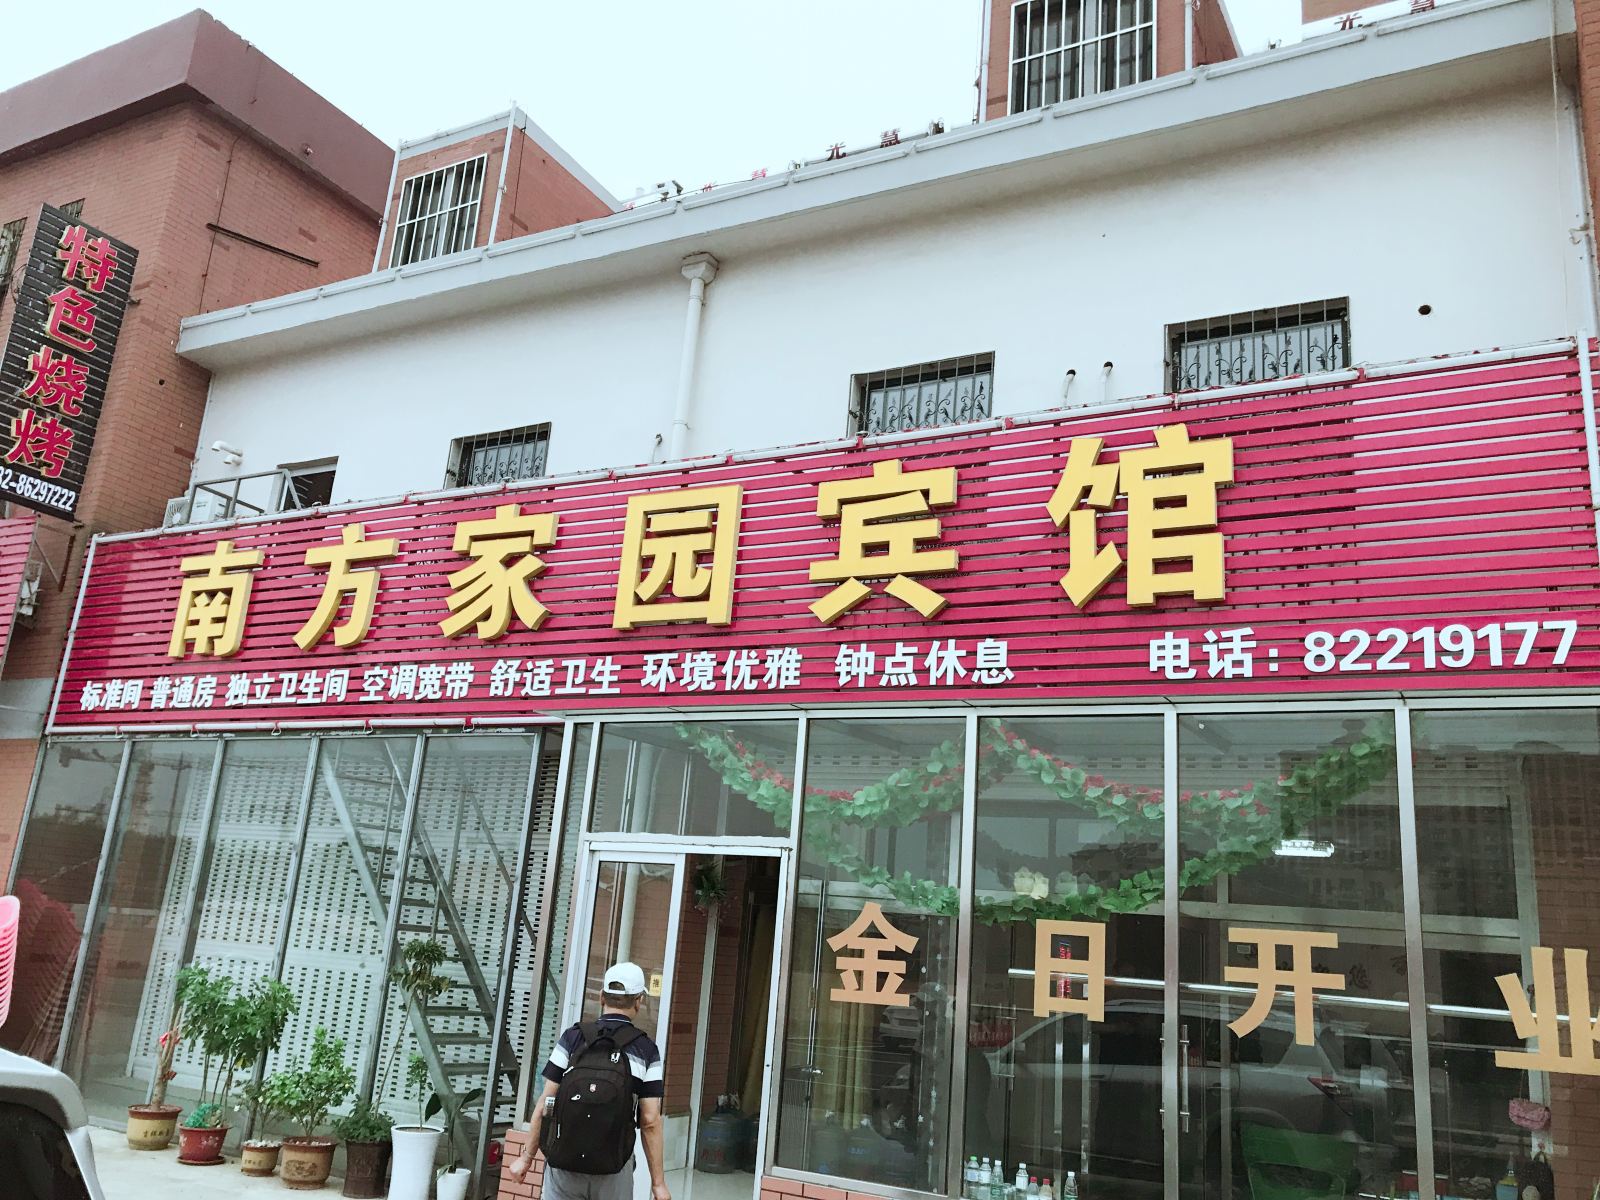 特色烧烤
32-86297222
南方家园宾馆
标准间 普通房 独立卫生间 空调宽带 舒适卫生 环境优雅 钟点休息 电话：82219177
金日开业